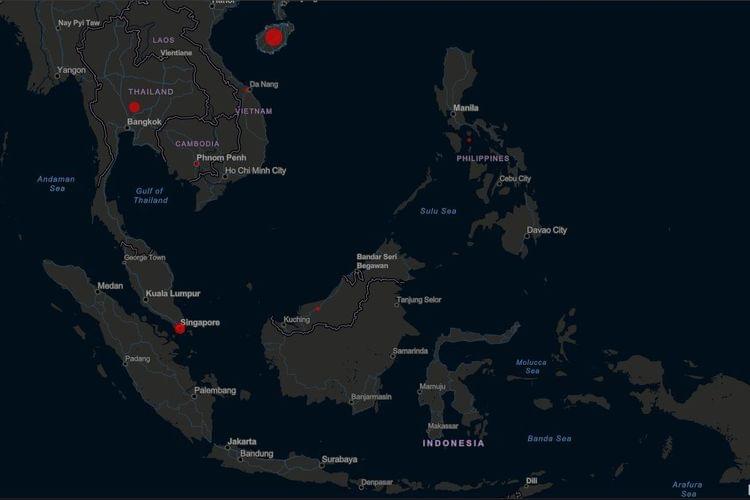 Hanoi
Nay Pyi Taw
LAOS
Vientiane
Yangon
Da Nang
THAILAND
Manila
VIETNAM
Bangkok
CAMBODIA
Phnom Penh
PHILIPPINES
Ho Chi Minh City
Cebu City
Andaman
Sea
Gulf of
Thailand
Sulu Sea
Davao City
George Town
Bandar Seri
Begawan
Medan
Kuala Lumpur
Tanjung Selor
Singapore
Kuching
Samarinda
Padang
Molucca
Sea
Mamuju
Palembang
Banjarmasin
Makassar
Banda Sea
Jakarta
INDONESIA
Bandung
Surabaya
Denpasar
Dili
Arafura
Sea